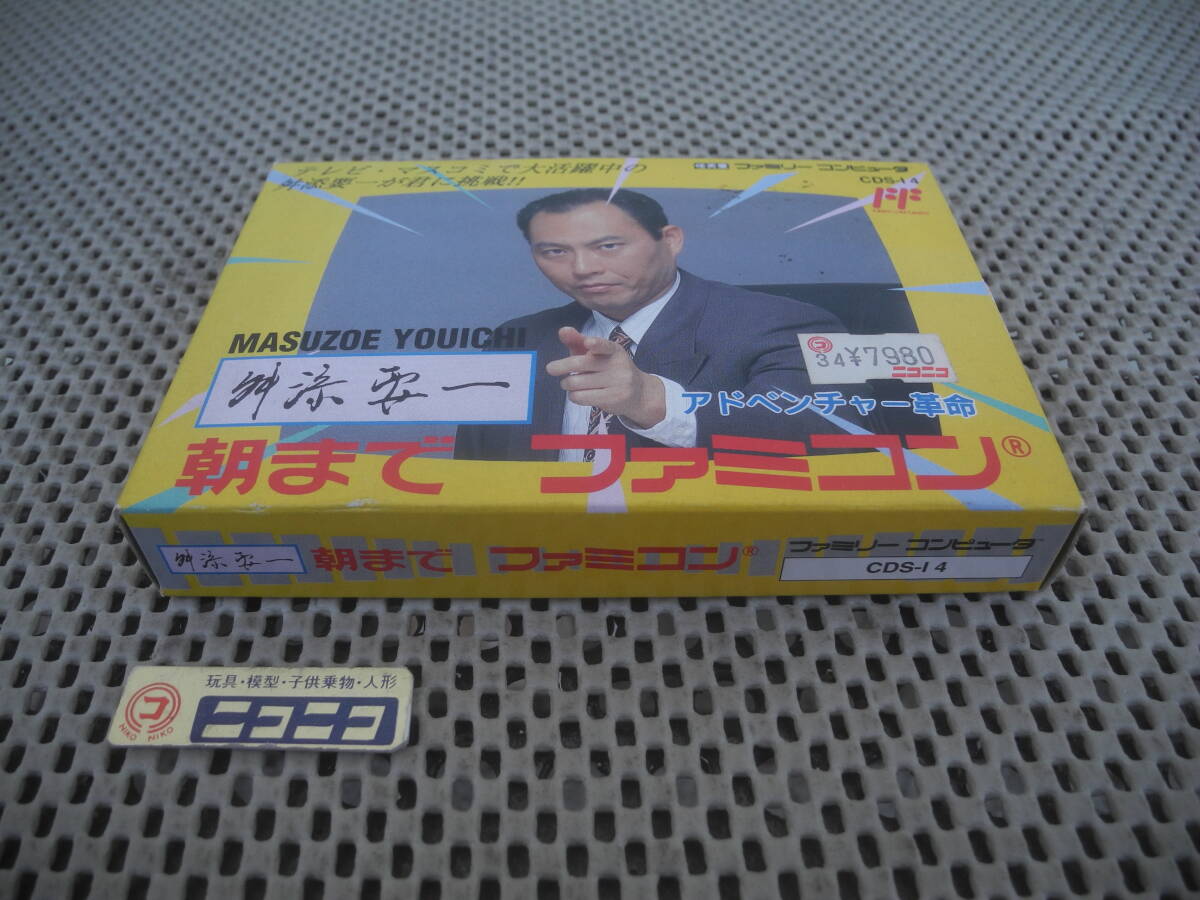 テレビ・マスコミで大活躍中の
舛添要一が君に挑戦!!
任天堂 ファミリー コンピュータ
CDS-I 4
MASUZOE YOUICHI
舛添要一
34 ¥7980
ニコニコ
アドベンチャー革命
朝まで ファミコン®
舛添要一 朝まで ファミコン®
ファミリー コンピュータ
CDS-I 4
玩具・模型・子供乗物・人形
コ ニコニコ
NIKO NIKO